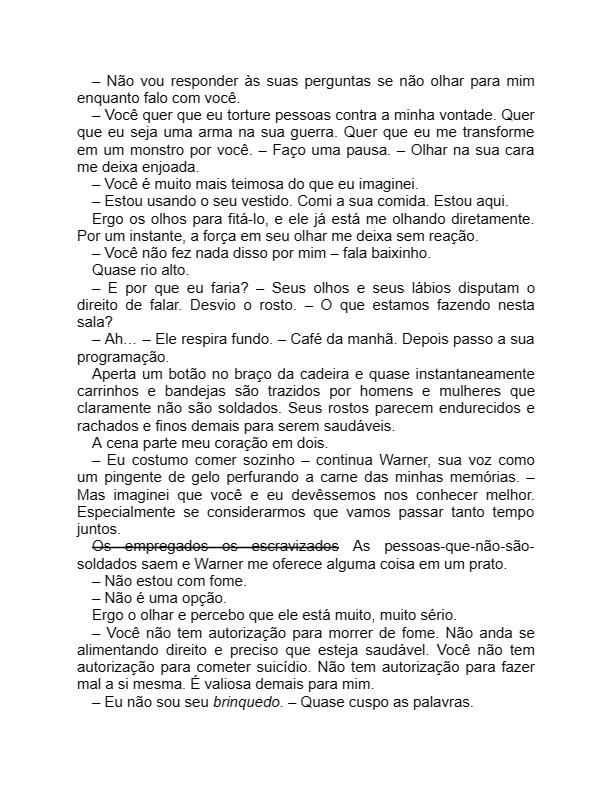 – Não vou responder às suas perguntas se não olhar para mim
enquanto falo com você.
– Você quer que eu torture pessoas contra a minha vontade. Quer
que eu seja uma arma na sua guerra. Quer que eu me transforme
em um monstro por você. – Faço uma pausa. – Olhar na sua cara
me deixa enjoada.
– Você é muito mais teimosa do que eu imaginei.
– Estou usando o seu vestido. Comi a sua comida. Estou aqui.
Ergo os olhos para fitá-lo, e ele já está me olhando diretamente.
Por um instante, a força em seu olhar me deixa sem reação.
– Você não fez nada disso por mim – fala baixinho.
Quase rio alto.
– E por que eu faria? – Seus olhos e seus lábios disputam o
direito de falar. Desvio o rosto. – O que estamos fazendo nesta
sala?
– Ah… – Ele respira fundo. – Café da manhã. Depois passo a sua
programação.
Aperta um botão no braço da cadeira e quase instantaneamente
carrinhos e bandejas são trazidos por homens e mulheres que
claramente não são soldados. Seus rostos parecem endurecidos e
rachados e finos demais para serem saudáveis.
A cena parte meu coração em dois.
– Eu costumo comer sozinho – continua Warner, sua voz como
um pingente de gelo perfurando a carne das minhas memórias. –
Mas imaginei que você e eu devêssemos nos conhecer melhor.
Especialmente se considerarmos que vamos passar tanto tempo
juntos.
Os empregados os escravizados As pessoas-que-não-são-
soldados saem e Warner me oferece alguma coisa em um prato.
– Não estou com fome.
– Não é uma opção.
Ergo o olhar e percebo que ele está muito, muito sério.
– Você não tem autorização para morrer de fome. Não anda se
alimentando direito e preciso que esteja saudável. Você não tem
autorização para cometer suicídio. Não tem autorização para fazer
mal a si mesma. É valiosa demais para mim.
– Eu não sou seu brinquedo. – Quase cuspo as palavras.